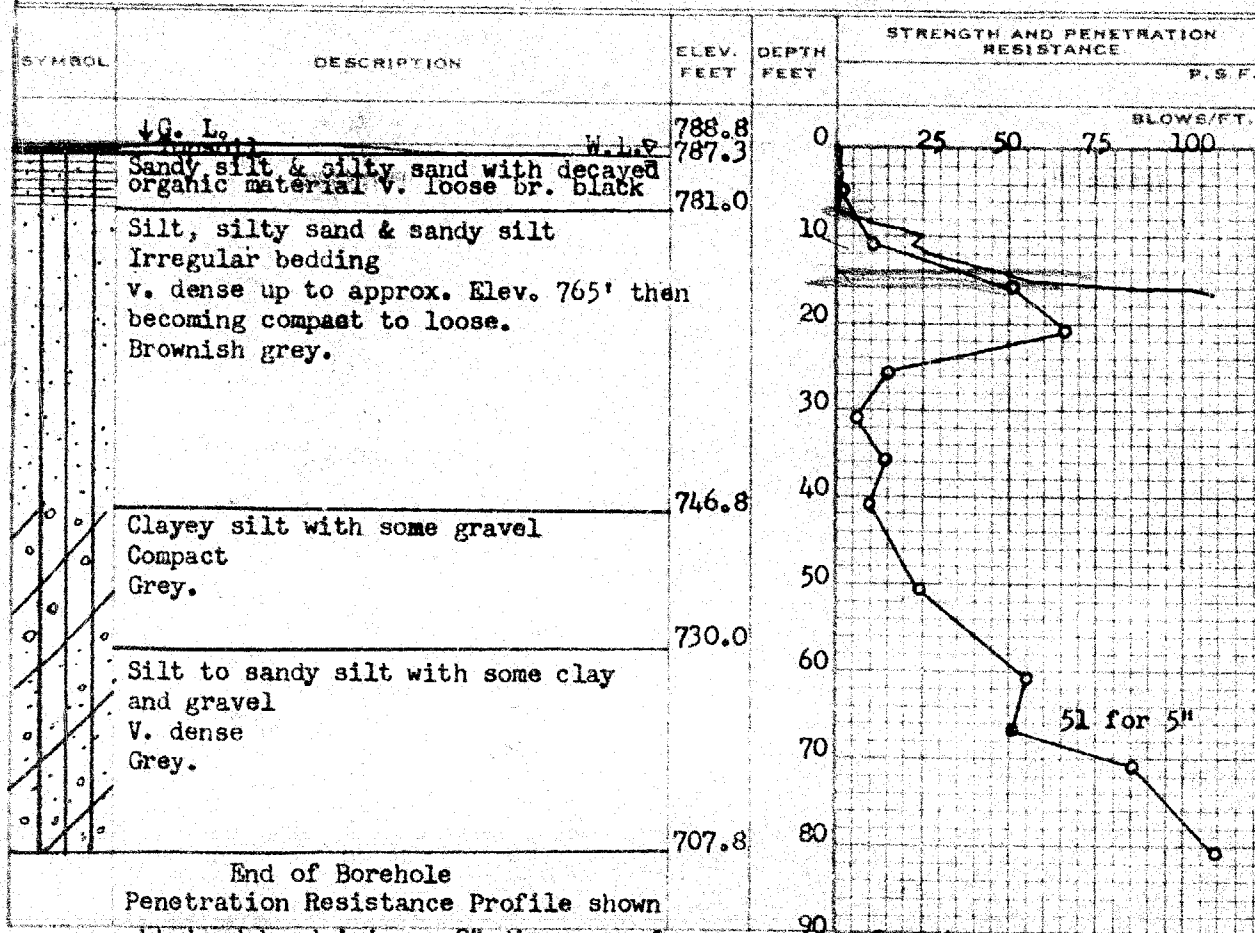 SYMBOL DESCRIPTION ELEV. FEET DEPTH FEET STRENGTH AND PENETRATION RESISTANCE
P.S.F.
BLOWS/FT.
0 25 50 75 100
G. L. 788.8
Topsoil W.L. 787.3
Sandy silt & silty sand with decayed
organic material v. loose br. black
781.0
Silt, silty sand & sandy silt
Irregular bedding
v. dense up to approx. Elev. 765' then
becoming compact to loose.
Brownish grey.
746.8
Clayey silt with some gravel
Compact
Grey.
730.0
Silt to sandy silt with some clay
and gravel
V. dense
Grey.
707.8
End of Borehole
Penetration Resistance Profile shown
10
20
30
40
50
60
51 for 5"
70
80
90